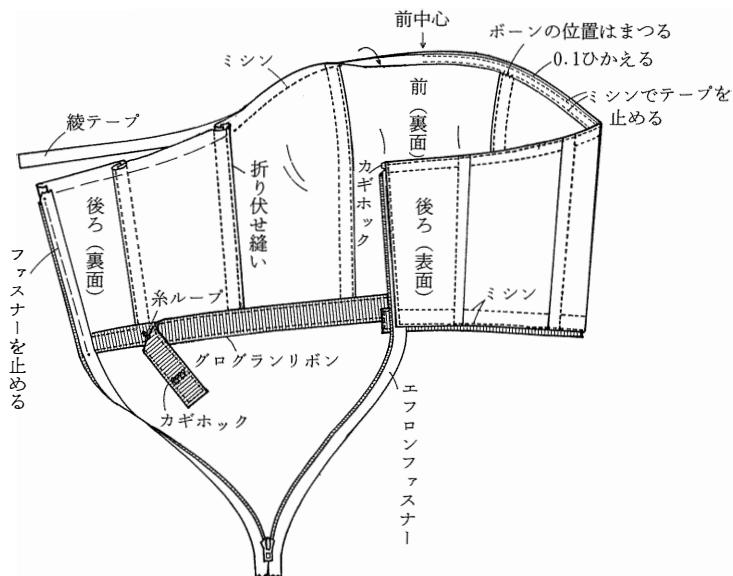 前中心
ボーンの位置はまつる
0.1ひかえる
ミシン
ミシンでテープを
止める
綾テープ
前（裏面）
カギホック
折り伏せ縫い
後ろ（裏面）
後ろ（表面）
ファスナーを止める
糸ループ
ミシン
グログランリボン
カギホック
エフロンファスナー